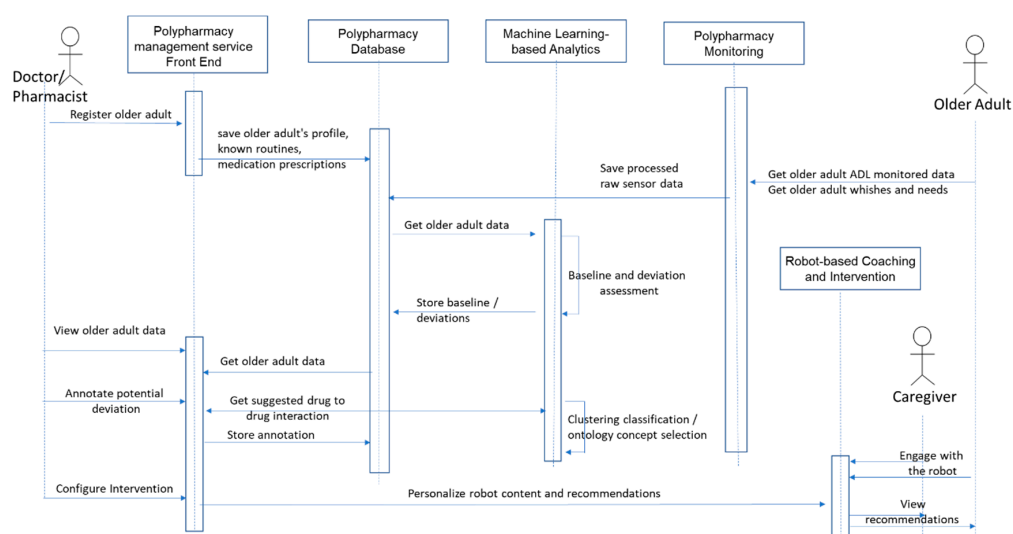 Polypharmacy
management service
Front End
Polypharmacy
Database
Machine Learning-
based Analytics
Polypharmacy
Monitoring
Doctor/
Pharmacist
Older Adult
Register older adult
save older adult's profile,
known routines,
medication prescriptions
Save processed
raw sensor data
Get older adult ADL monitored data
Get older adult whishes and needs
Get older adult data
Robot-based Coaching
and Intervention
Baseline and deviation
assessment
Store baseline /
deviations
View older adult data
Get older adult data
Caregiver
Annotate potential
deviation
Get suggested drug to
drug interaction
Clustering classification /
ontology concept selection
Store annotation
Engage with
the robot
Configure Intervention
Personalize robot content and recommendations
View
recommendations